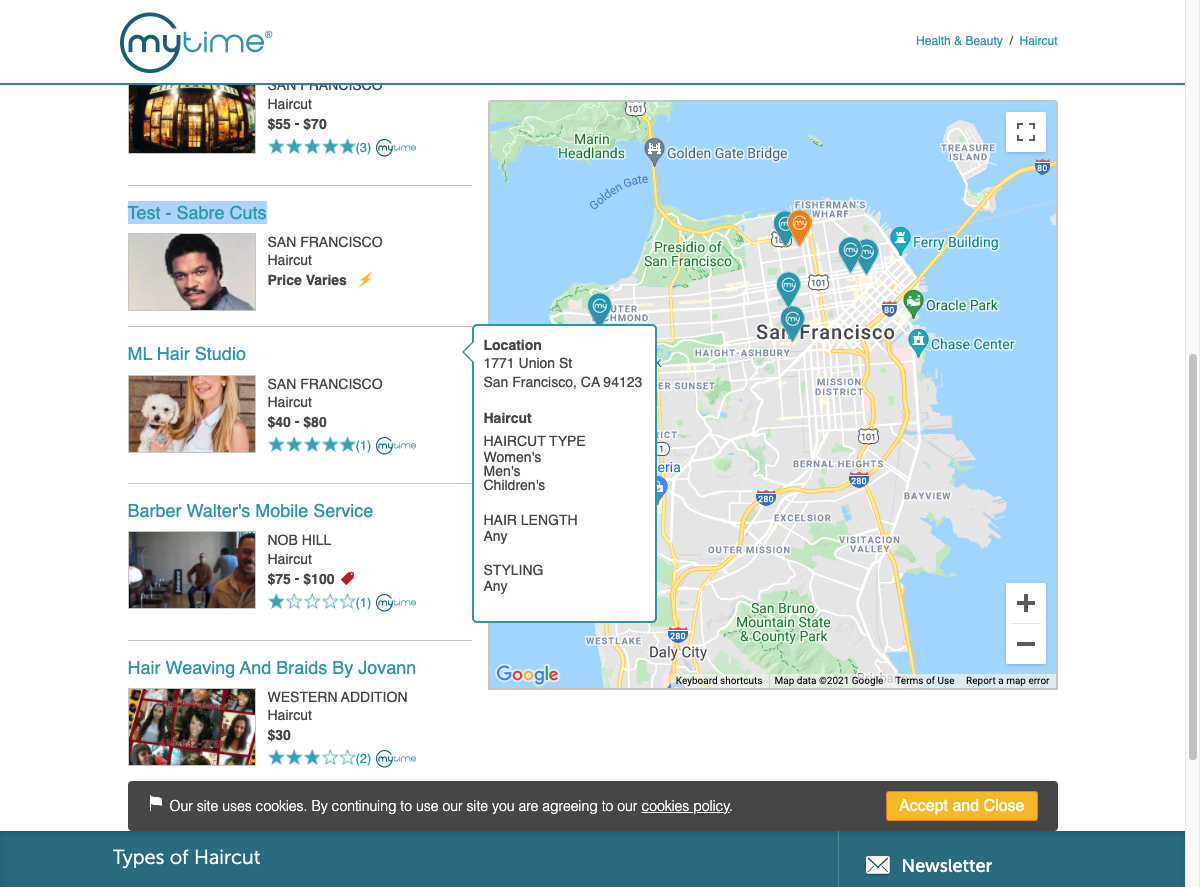 mytime®
Health & Beauty / Haircut
SAN FRANCISCO
Haircut
$55 - $70
(3) mytime
Test - Sabre Cuts
SAN FRANCISCO
Haircut
Price Varies
ML Hair Studio
SAN FRANCISCO
Haircut
$40 - $80
(1) mytime
Barber Walter's Mobile Service
NOB HILL
Haircut
$75 - $100
(1) mytime
Hair Weaving And Braids By Jovann
WESTERN ADDITION
Haircut
$30
(2) mytime
Location
1771 Union St
San Francisco, CA 94123
Haircut
HAIRCUT TYPE
Women's
Men's
Children's
HAIR LENGTH
Any
STYLING
Any
101
Marin
Headlands
Golden Gate Bridge
Golden Gate
TREASURE
ISLAND
80
FISHERMAN'S
WHARF
my
my
Presidio of
San Francisco
my
my
Ferry Building
my
101
my
Oracle Park
80
my
San Francisco
Chase Center
HAIGHT-ASHBURY
MISSION
DISTRICT
101
1
BERNAL HEIGHTS
280
280
BAYVIEW
EXCELSIOR
VISITACION
VALLEY
OUTER MISSION
San Bruno
Mountain State
& County Park
280
WESTLAKE
Daly City
+
−
Google
Keyboard shortcuts
Map data ©2021 Google
Terms of Use
Report a map error
Our site uses cookies. By continuing to use our site you are agreeing to our cookies policy.
Accept and Close
Types of Haircut
Newsletter